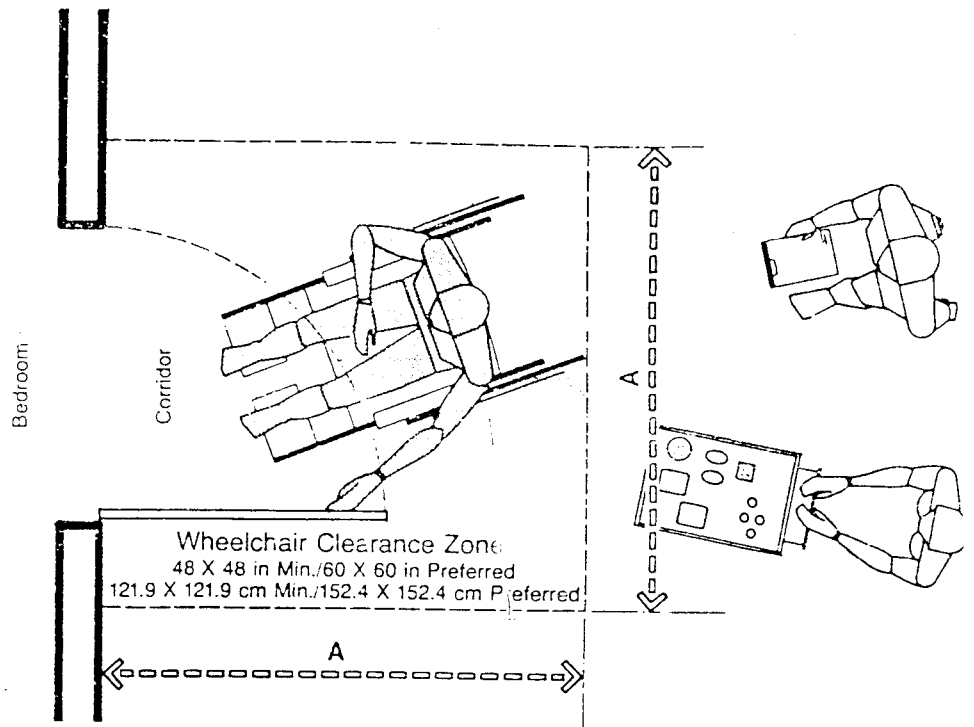 Bedroom
Corridor
A
Wheelchair Clearance Zone
48 X 48 in Min./60 X 60 in Preferred
121.9 X 121.9 cm Min./152.4 X 152.4 cm Preferred
A